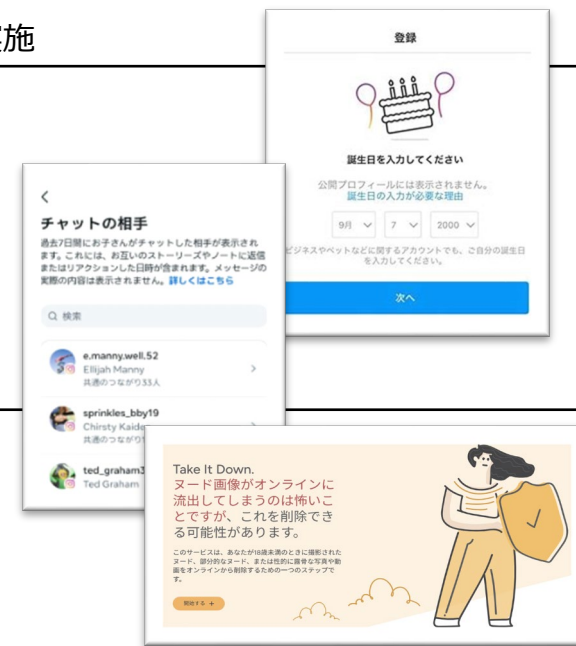 施
登録
誕生日を入力してください
公開プロフィールには表示されません。
誕生日の入力が必要な理由
9月 7 2000
ビジネスやペットなどに関するアカウントでも、ご自分の誕生日
を入力してください。
次へ
チャットの相手
過去7日間にお子さんがチャットした相手が表示され
ます。これには、お互いのストーリーズやノートに返信
またはリアクションした日時が含まれます。メッセージの
実際の内容は表示されません。詳しくはこちら
検索
e.manny.well.52
Ellijah Manny
共通のつながり33人
sprinkles_bby19
Chirsty Kaid
共通のつながり
ted_graham3
Ted Graham
Take It Down.
ヌード画像がオンラインに
流出してしまうのは怖いこ
とですが、これを削除でき
る可能性があります。
このサービスは、あなたが18歳未満のときに撮影された
ヌード、部分的なヌード、または性的に露骨な写真や動
画をオンラインから削除するための一つのステップで
す。
開始する +